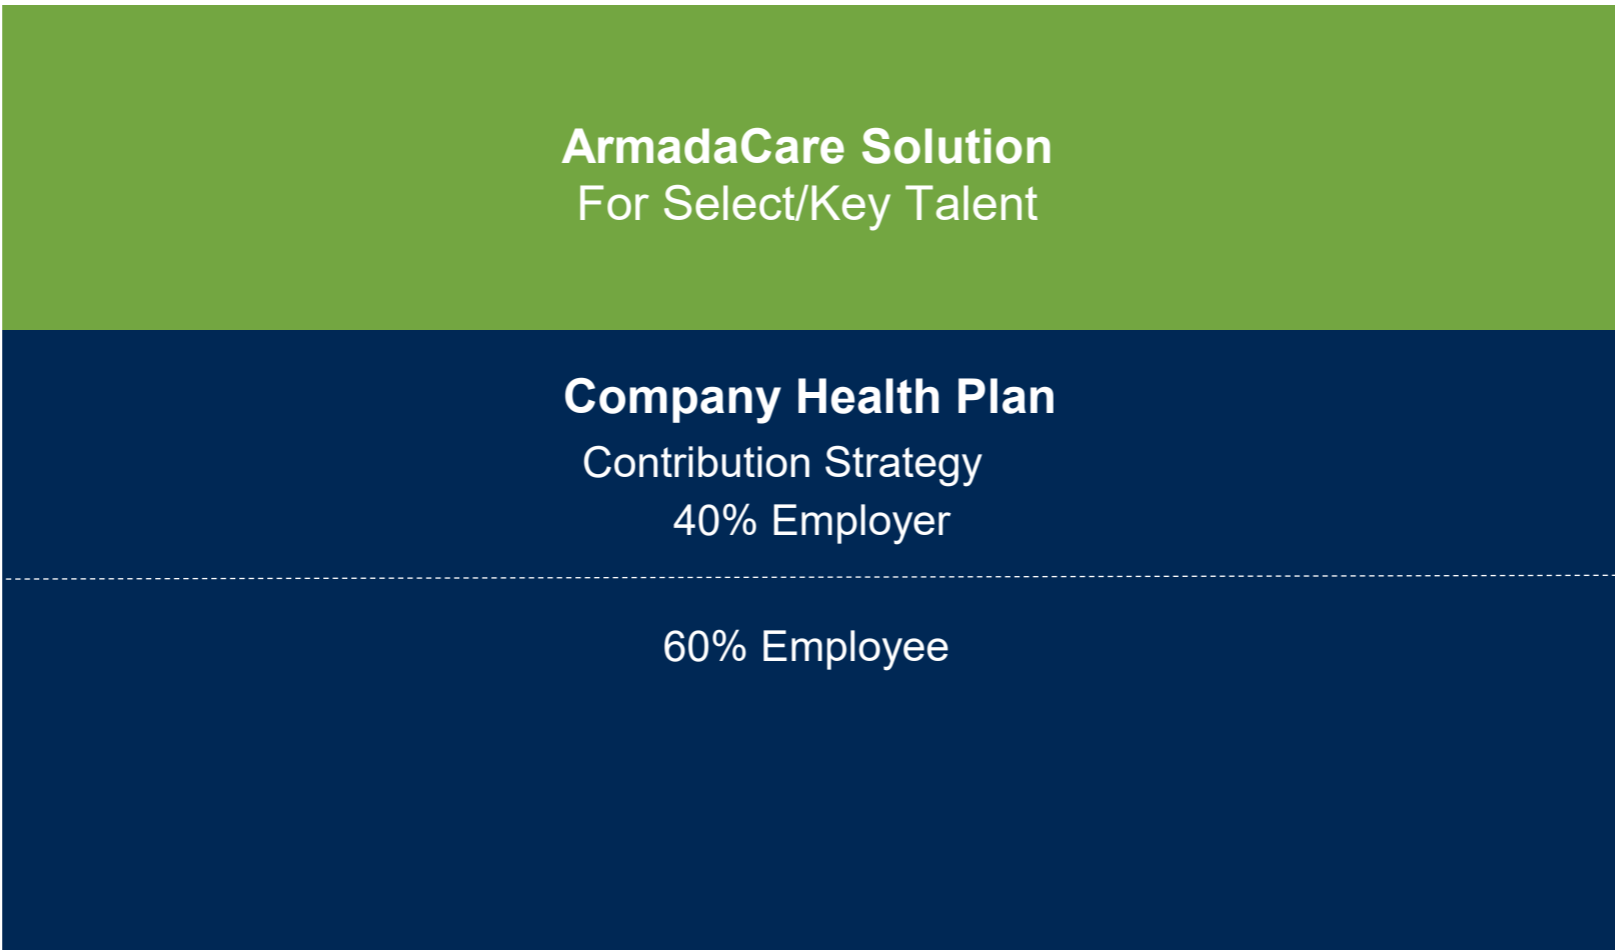 ArmadaCare Solution
For Select/Key Talent
Company Health Plan
Contribution Strategy
40% Employer
60% Employee